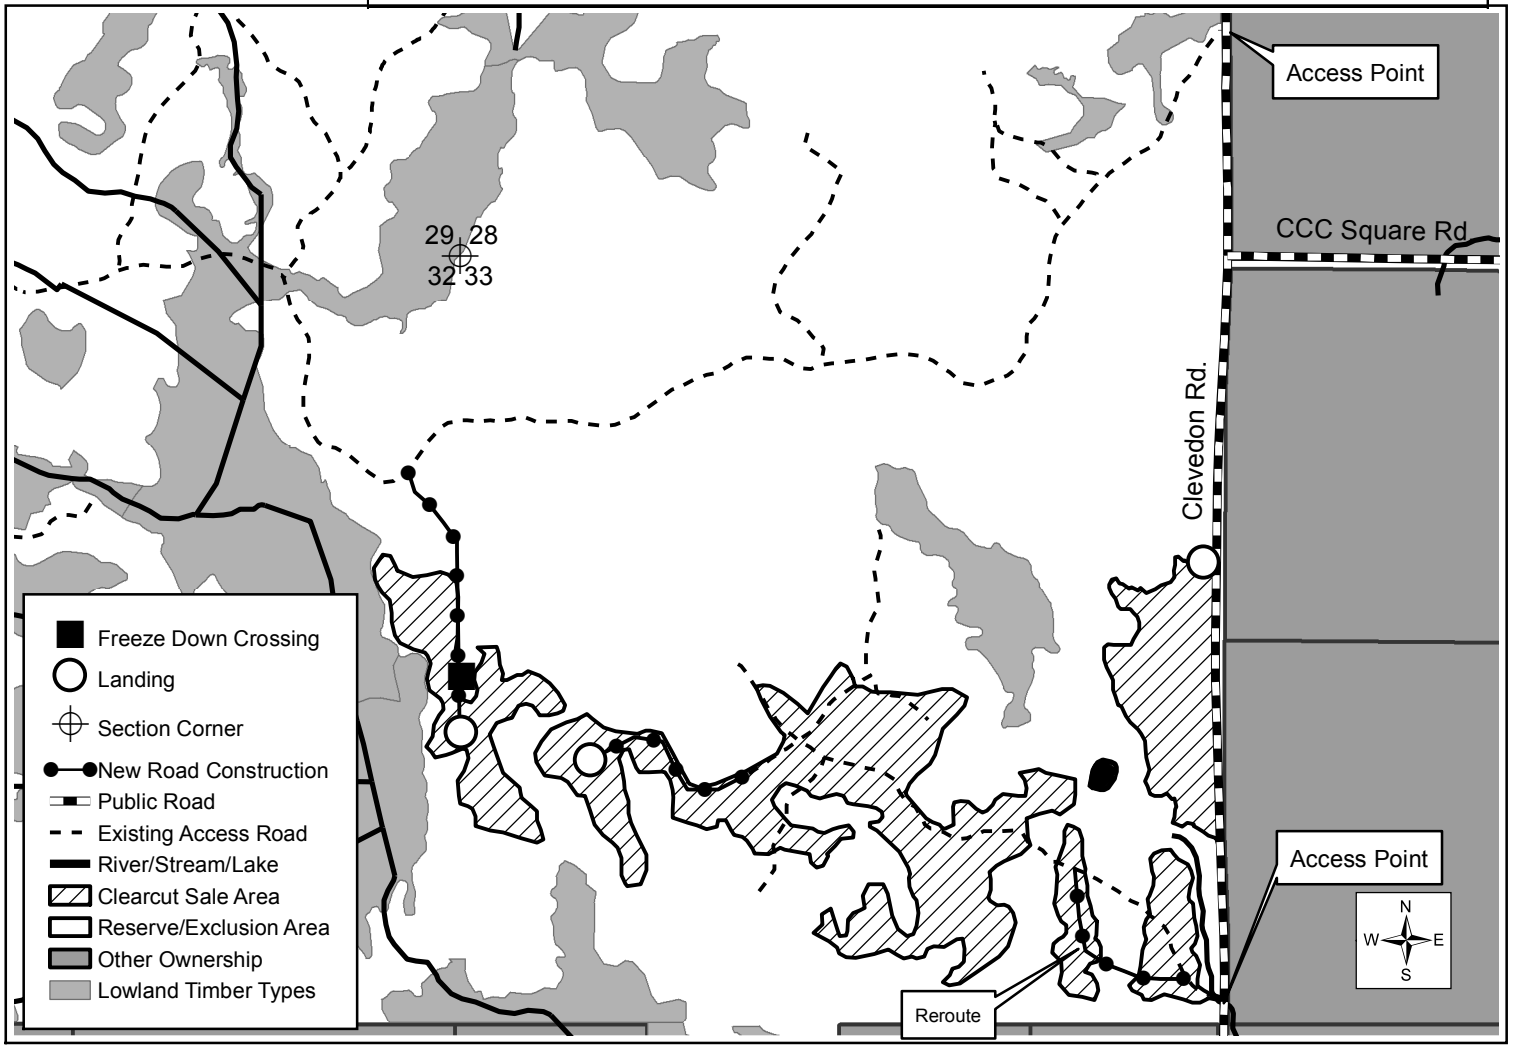 Access Point
CCC Square Rd
29 28
32 33
Clevedon Rd.
Freeze Down Crossing
Landing
Section Corner
New Road Construction
Public Road
Existing Access Road
River/Stream/Lake
Clearcut Sale Area
Reserve/Exclusion Area
Other Ownership
Lowland Timber Types
Access Point
N
W E
S
Reroute